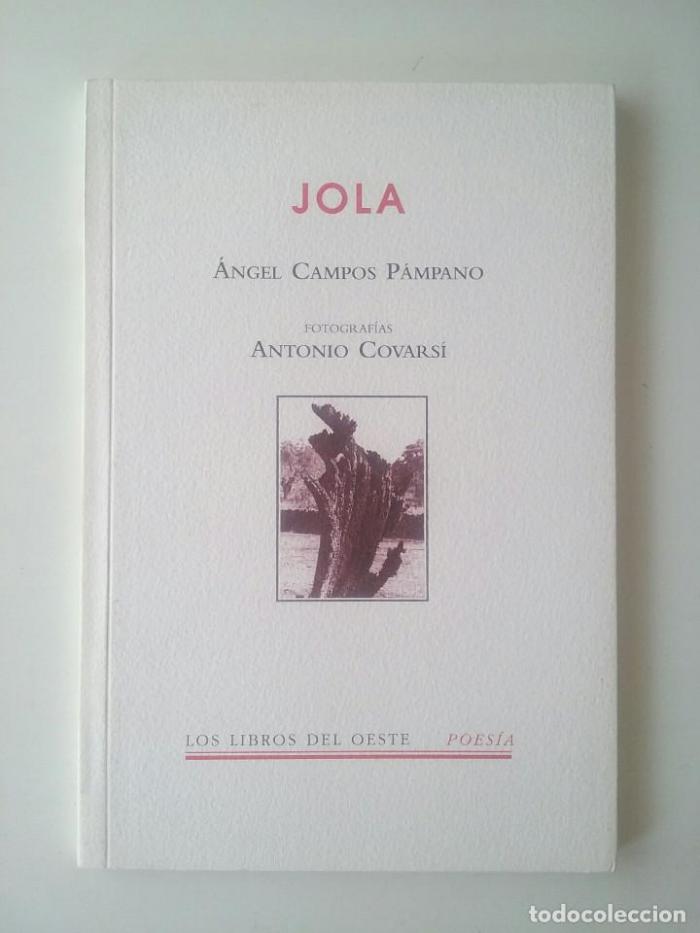 JOLA
ÁNGEL CAMPOS PÁMPANO
FOTOGRAFÍAS
ANTONIO COVARSÍ
LOS LIBROS DEL OESTE POESÍA
todocoleccion